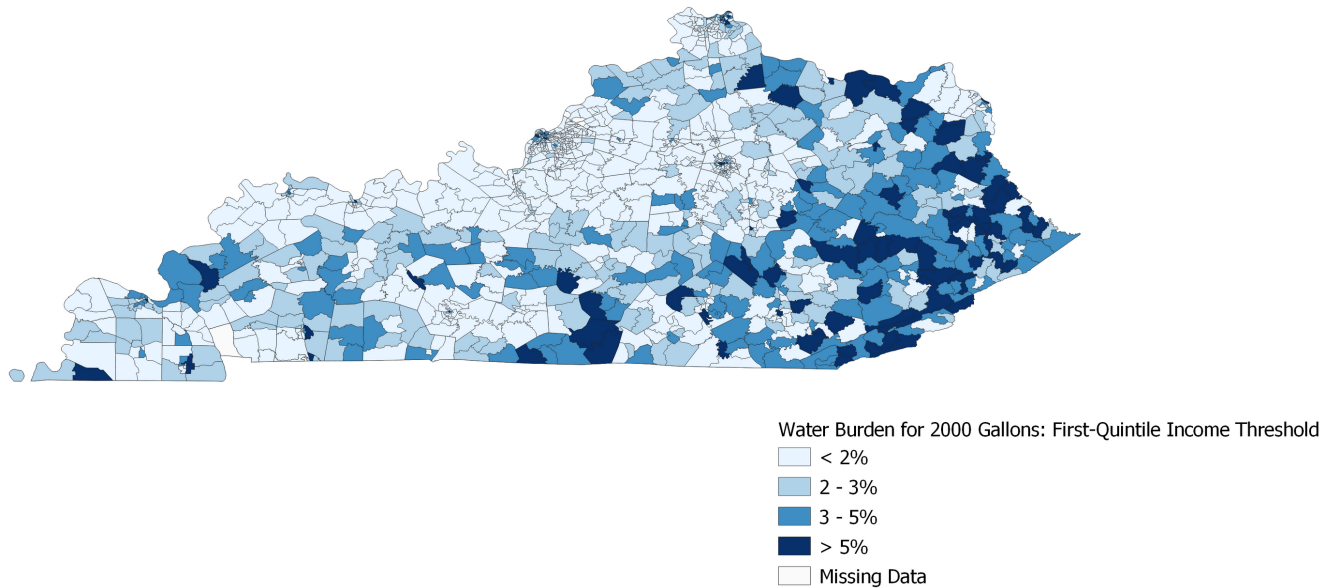 Water Burden for 2000 Gallons: First-Quintile Income Threshold
< 2%
2 - 3%
3 - 5%
> 5%
Missing Data